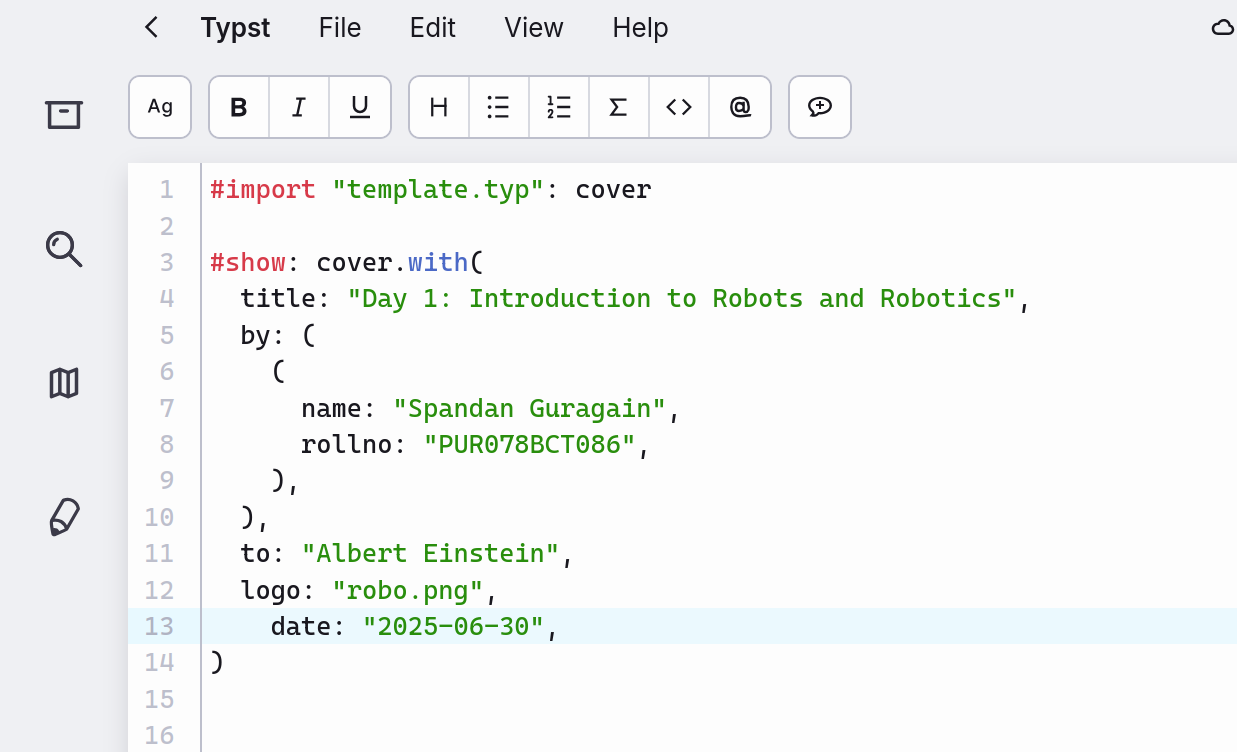 Typst File Edit View Help
Ag B I U H Σ <> @
1 #import "template.typ": cover
2
3 #show: cover.with(
4   title: "Day 1: Introduction to Robots and Robotics",
5   by: (
6     (
7       name: "Spandan Guragain",
8       rollno: "PUR078BCT086",
9     ),
10   ),
11   to: "Albert Einstein",
12   logo: "robo.png",
13     date: "2025-06-30",
14 )
15
16